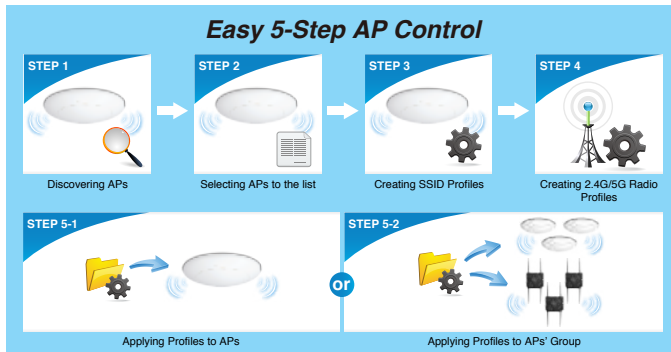 Easy 5-Step AP Control
STEP 1
STEP 2
STEP 3
STEP 4
Discovering APs
Selecting APs to the list
Creating SSID Profiles
Creating 2.4G/5G Radio
Profiles
STEP 5-1
or
STEP 5-2
Applying Profiles to APs
Applying Profiles to APs' Group